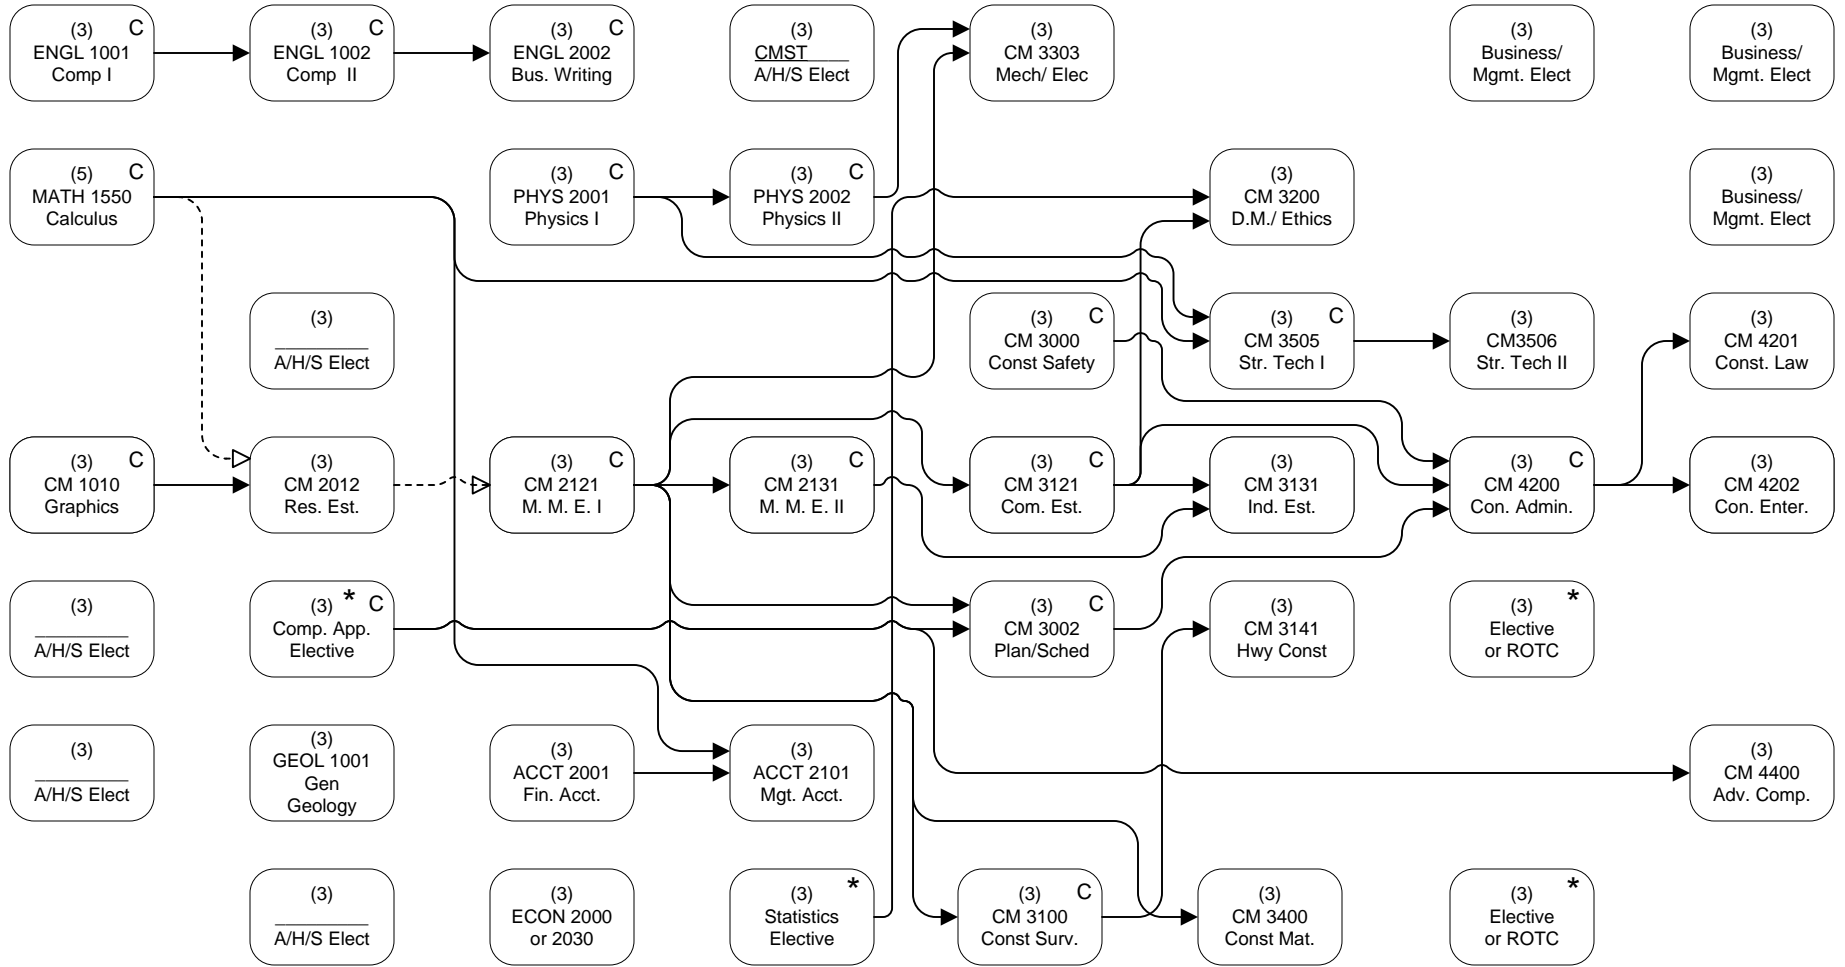 (3) C
ENGL 1001
Comp I
(3) C
ENGL 1002
Comp II
(3) C
ENGL 2002
Bus. Writing
(3)
CMST____
A/H/S Elect
(3)
CM 3303
Mech/ Elec
(3)
Business/
Mgmt. Elect
(3)
Business/
Mgmt. Elect
(5) C
MATH 1550
Calculus
(3) C
PHYS 2001
Physics I
(3) C
PHYS 2002
Physics II
(3)
CM 3200
D.M./ Ethics
(3)
Business/
Mgmt. Elect
(3)
_________
A/H/S Elect
(3) C
CM 3000
Const Safety
(3) C
CM 3505
Str. Tech I
(3)
CM3506
Str. Tech II
(3)
CM 4201
Const. Law
(3) C
CM 1010
Graphics
(3)
CM 2012
Res. Est.
(3) C
CM 2121
M. M. E. I
(3) C
CM 2131
M. M. E. II
(3) C
CM 3121
Com. Est.
(3)
CM 3131
Ind. Est.
(3) C
CM 4200
Con. Admin.
(3)
CM 4202
Con. Enter.
(3)
_________
A/H/S Elect
(3) * C
Comp. App.
Elective
(3) C
CM 3002
Plan/Sched
(3)
CM 3141
Hwy Const
(3) *
Elective
or ROTC
(3)
_________
A/H/S Elect
(3)
GEOL 1001
Gen
Geology
(3)
ACCT 2001
Fin. Acct.
(3)
ACCT 2101
Mgt. Acct.
(3)
CM 4400
Adv. Comp.
(3)
_________
A/H/S Elect
(3)
ECON 2000
or 2030
(3) *
Statistics
Elective
(3) C
CM 3100
Const Surv.
(3)
CM 3400
Const Mat.
(3) *
Elective
or ROTC